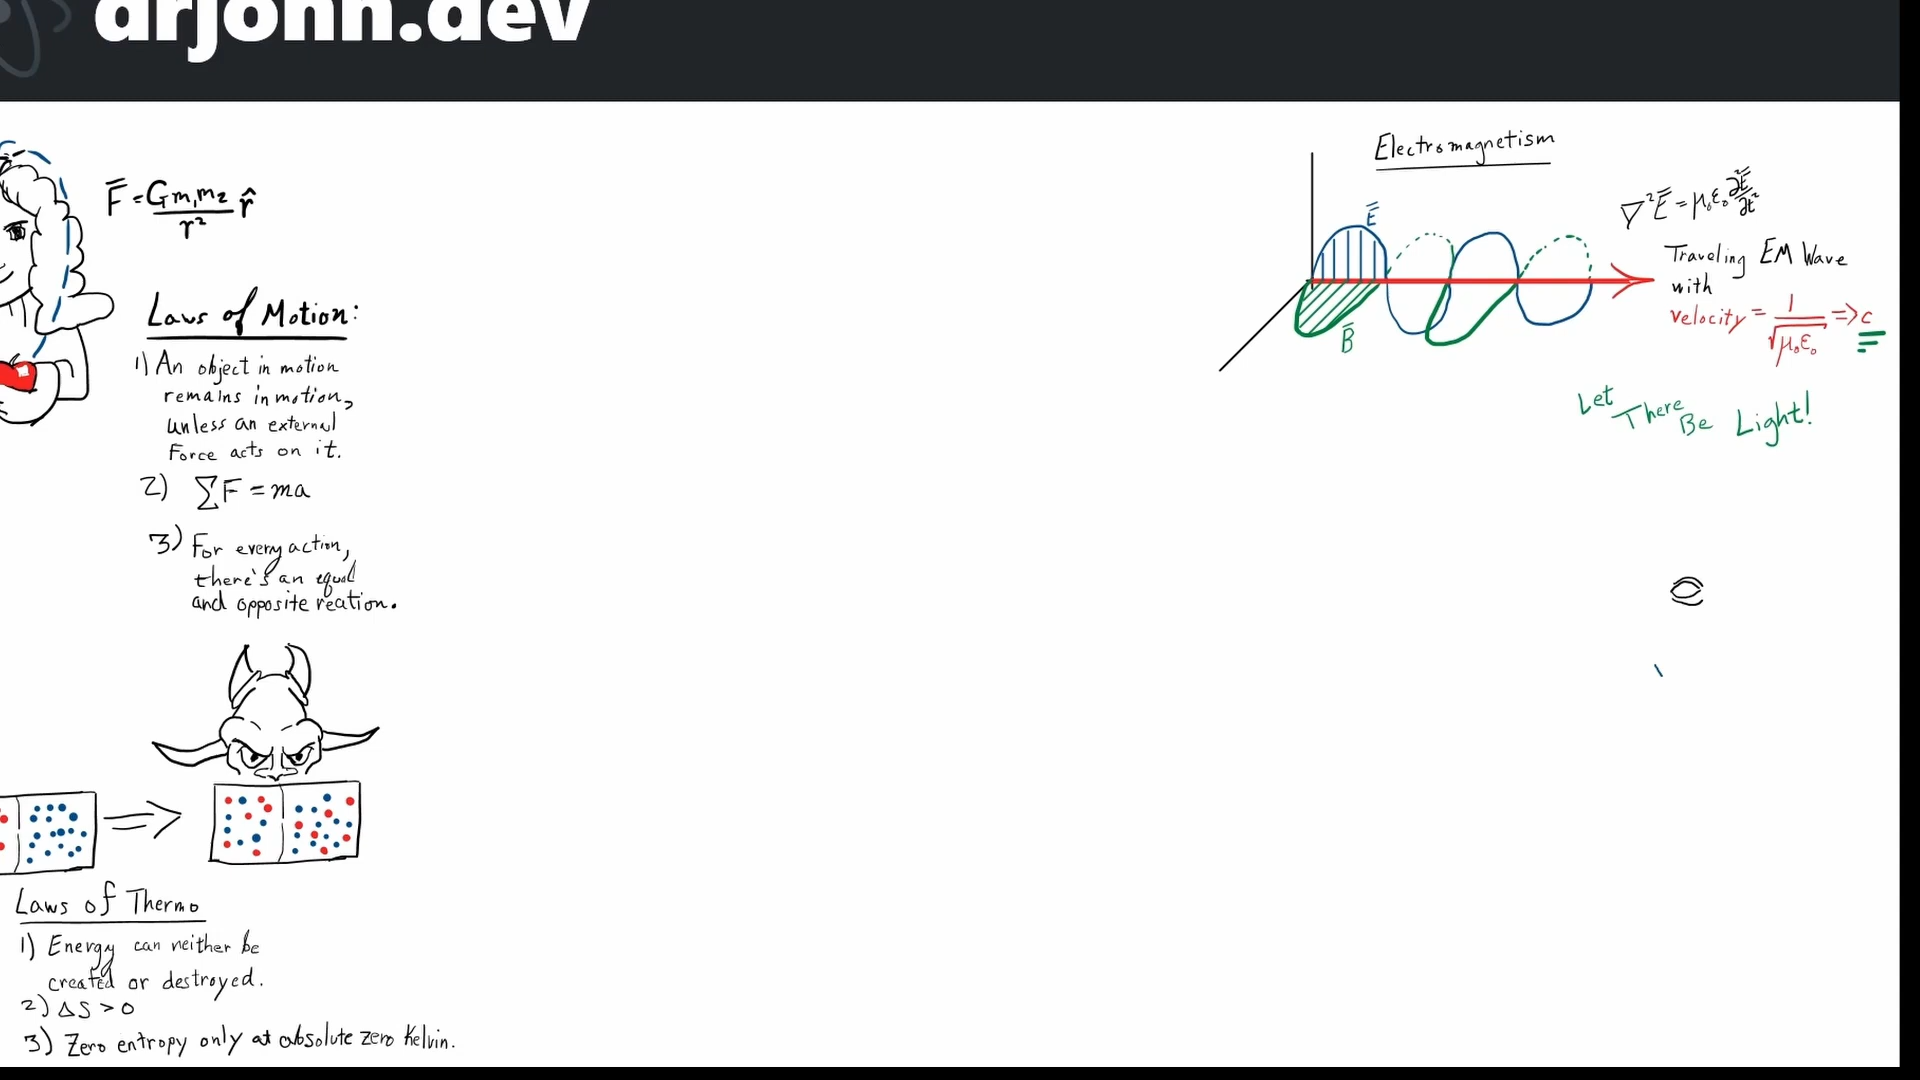 drjohn.dev
F̄ = Gm₁m₂/r² r̂
Laws of Motion:
1) An object in motion
remains in motion,
unless an external
Force acts on it.
2) ∑F = ma
3) For every action,
there's an equal
and opposite reation.
Laws of Thermo
1) Energy can neither be
created or destroyed.
2) ΔS > 0
3) Zero entropy only at absolute zero Kelvin.
Electromagnetism
Ē
B̄
∇²Ē = μ₀ε₀ ∂²Ē/∂t²
Traveling EM Wave
with
velocity = 1/√μ₀ε₀ => c
Let There Be Light!